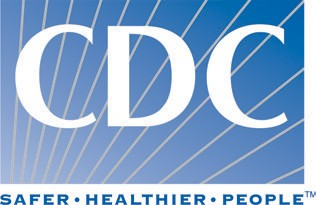 CDC
SAFER • HEALTHIER • PEOPLE™